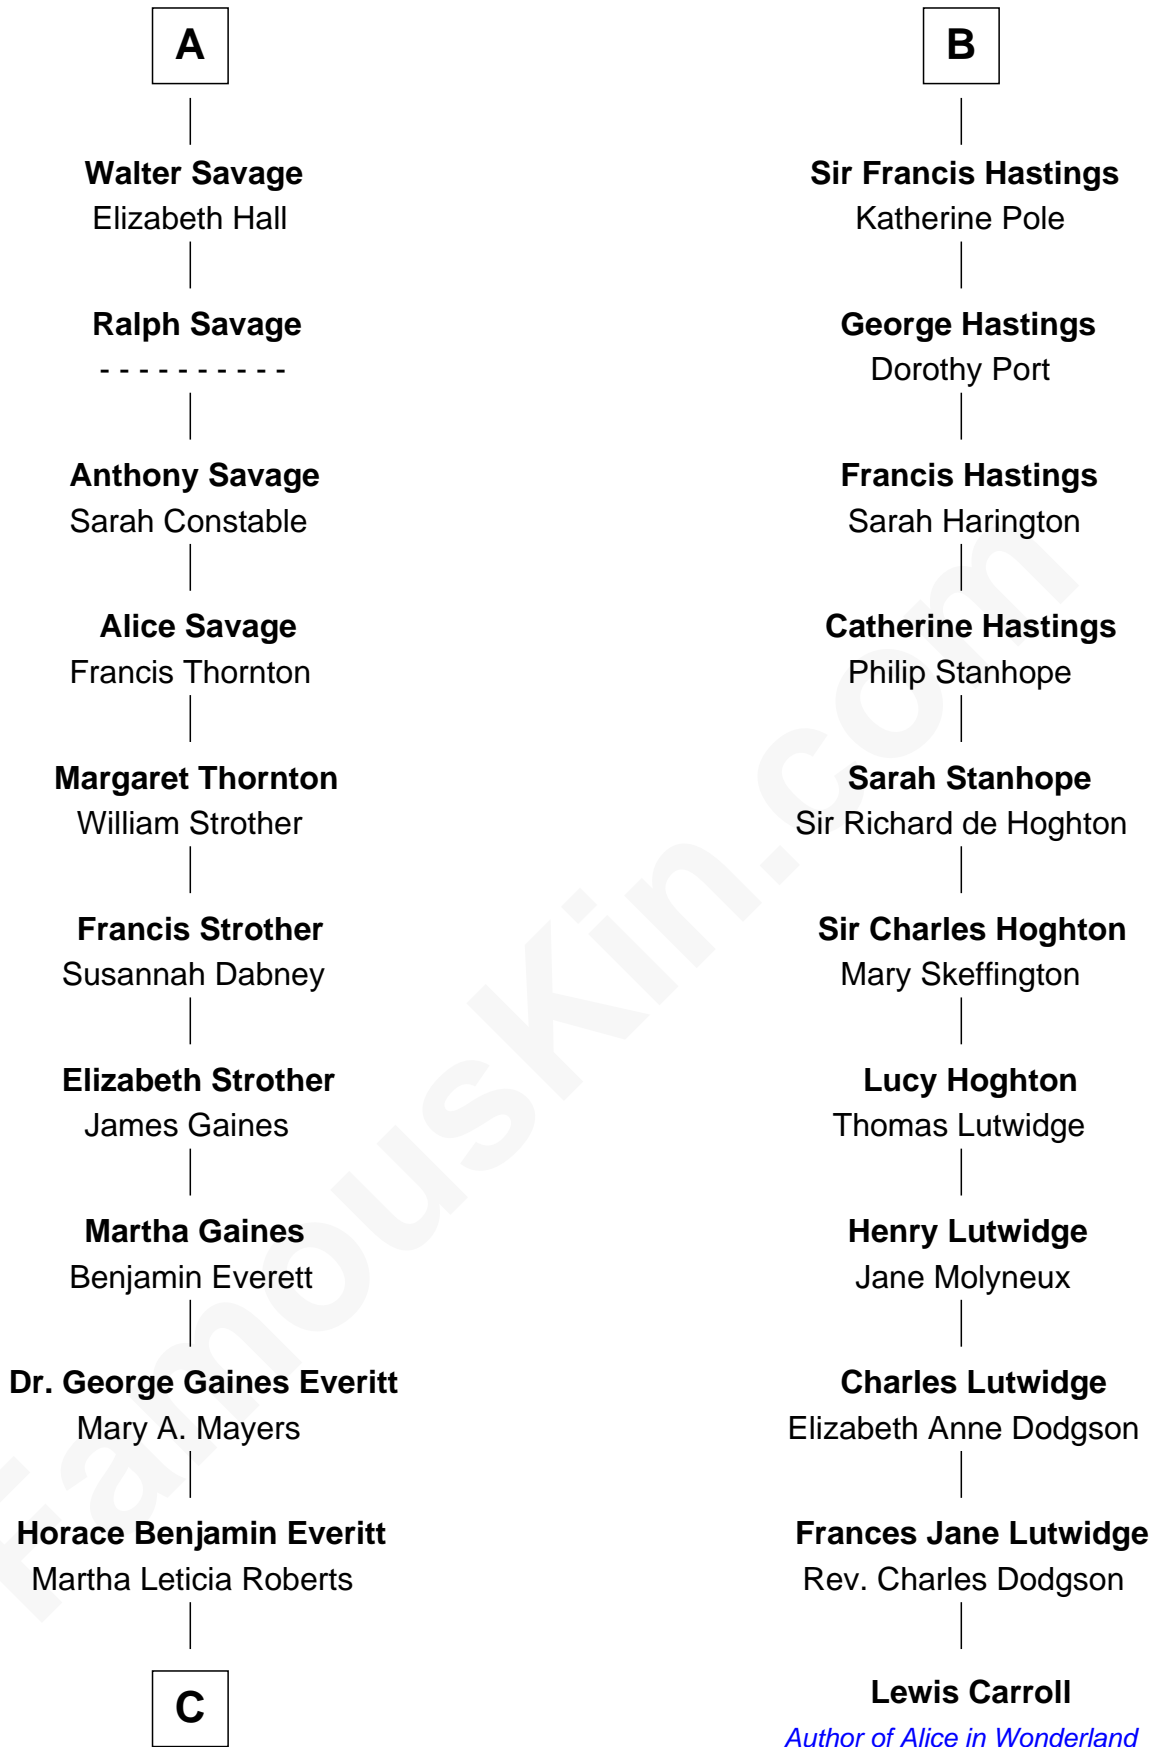 A
Walter Savage
Elizabeth Hall
Ralph Savage
- - - - - - - - - -
Anthony Savage
Sarah Constable
Alice Savage
Francis Thornton
Margaret Thornton
William Strother
Francis Strother
Susannah Dabney
Elizabeth Strother
James Gaines
Martha Gaines
Benjamin Everett
Dr. George Gaines Everitt
Mary A. Mayers
Horace Benjamin Everitt
Martha Leticia Roberts
C
B
Sir Francis Hastings
Katherine Pole
George Hastings
Dorothy Port
Francis Hastings
Sarah Harington
Catherine Hastings
Philip Stanhope
Sarah Stanhope
Sir Richard de Hoghton
Sir Charles Hoghton
Mary Skeffington
Lucy Hoghton
Thomas Lutwidge
Henry Lutwidge
Jane Molyneux
Charles Lutwidge
Elizabeth Anne Dodgson
Frances Jane Lutwidge
Rev. Charles Dodgson
Lewis Carroll
Author of Alice in Wonderland
FamousKin.com